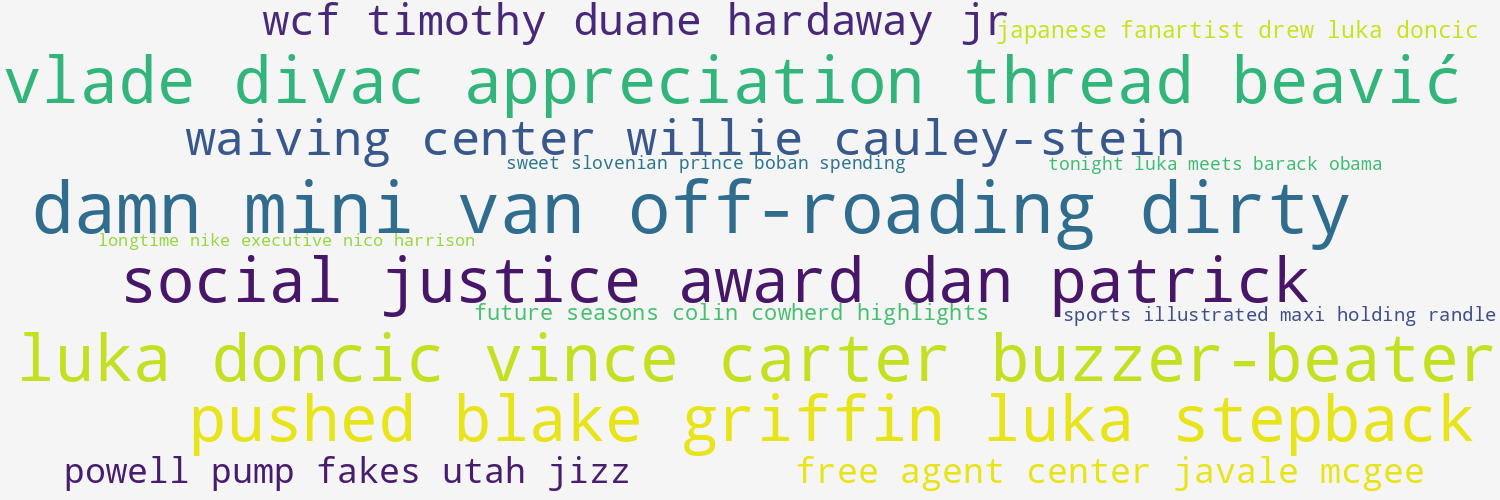 wcf timothy duane hardaway jr
japanese fanartist drew luka doncic
vlade divac appreciation thread beavić
waiving center willie cauley-stein
sweet slovenian prince boban spending
tonight luka meets barack obama
damn mini van off-roading dirty
longtime nike executive nico harrison
social justice award dan patrick
future seasons colin cowherd highlights
sports illustrated maxi holding randle
luka doncic vince carter buzzer-beater
pushed blake griffin luka stepback
powell pump fakes utah jizz
free agent center javale mcgee